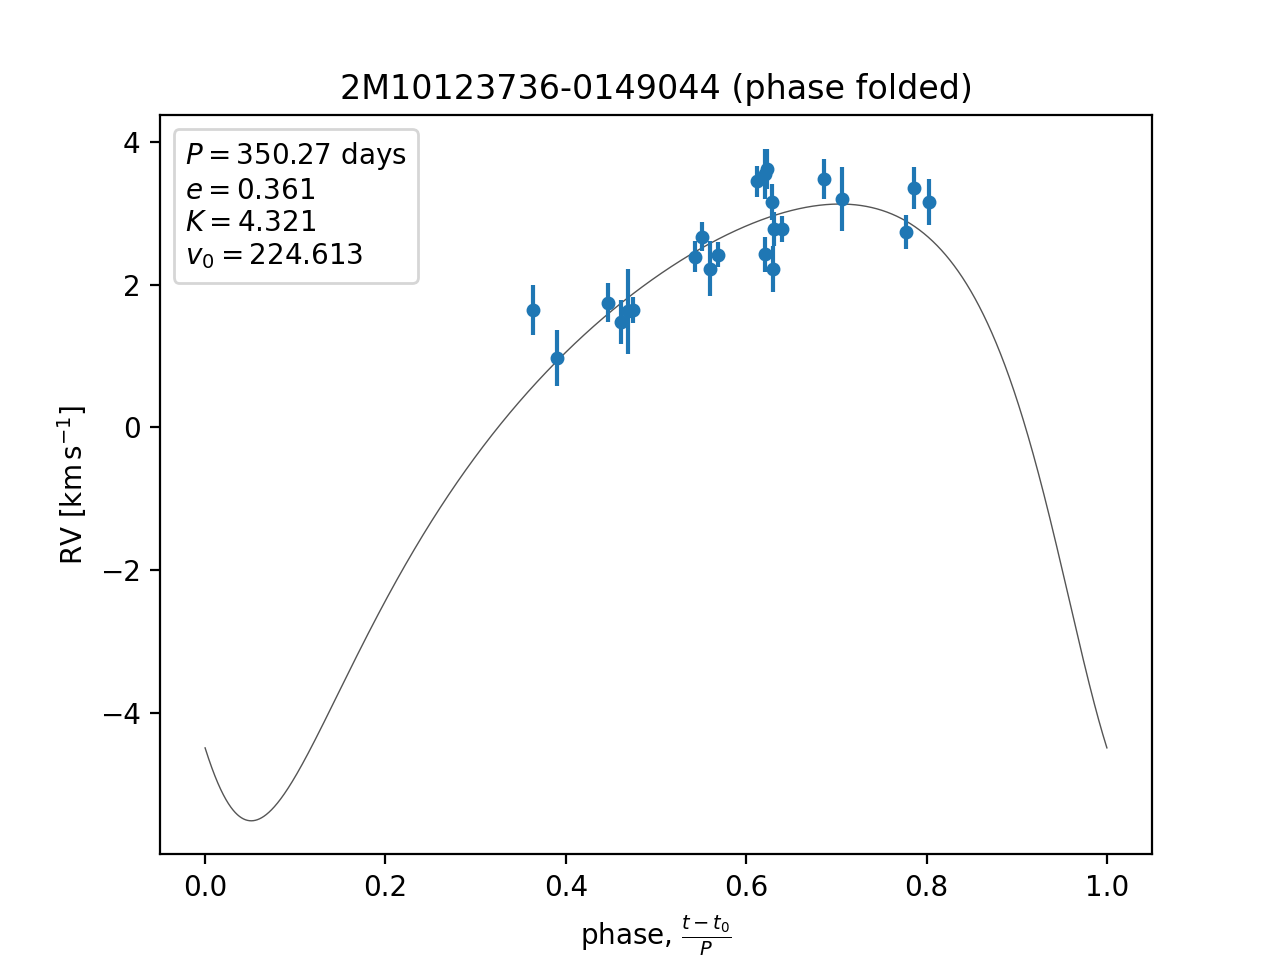 2M10123736-0149044 (phase folded)
P = 350.27 days
e = 0.361
K = 4.321
v₀ = 224.613
4
2
0
−2
−4
RV [km s⁻¹]
0.0 0.2 0.4 0.6 0.8 1.0
phase, (t − t₀)/P